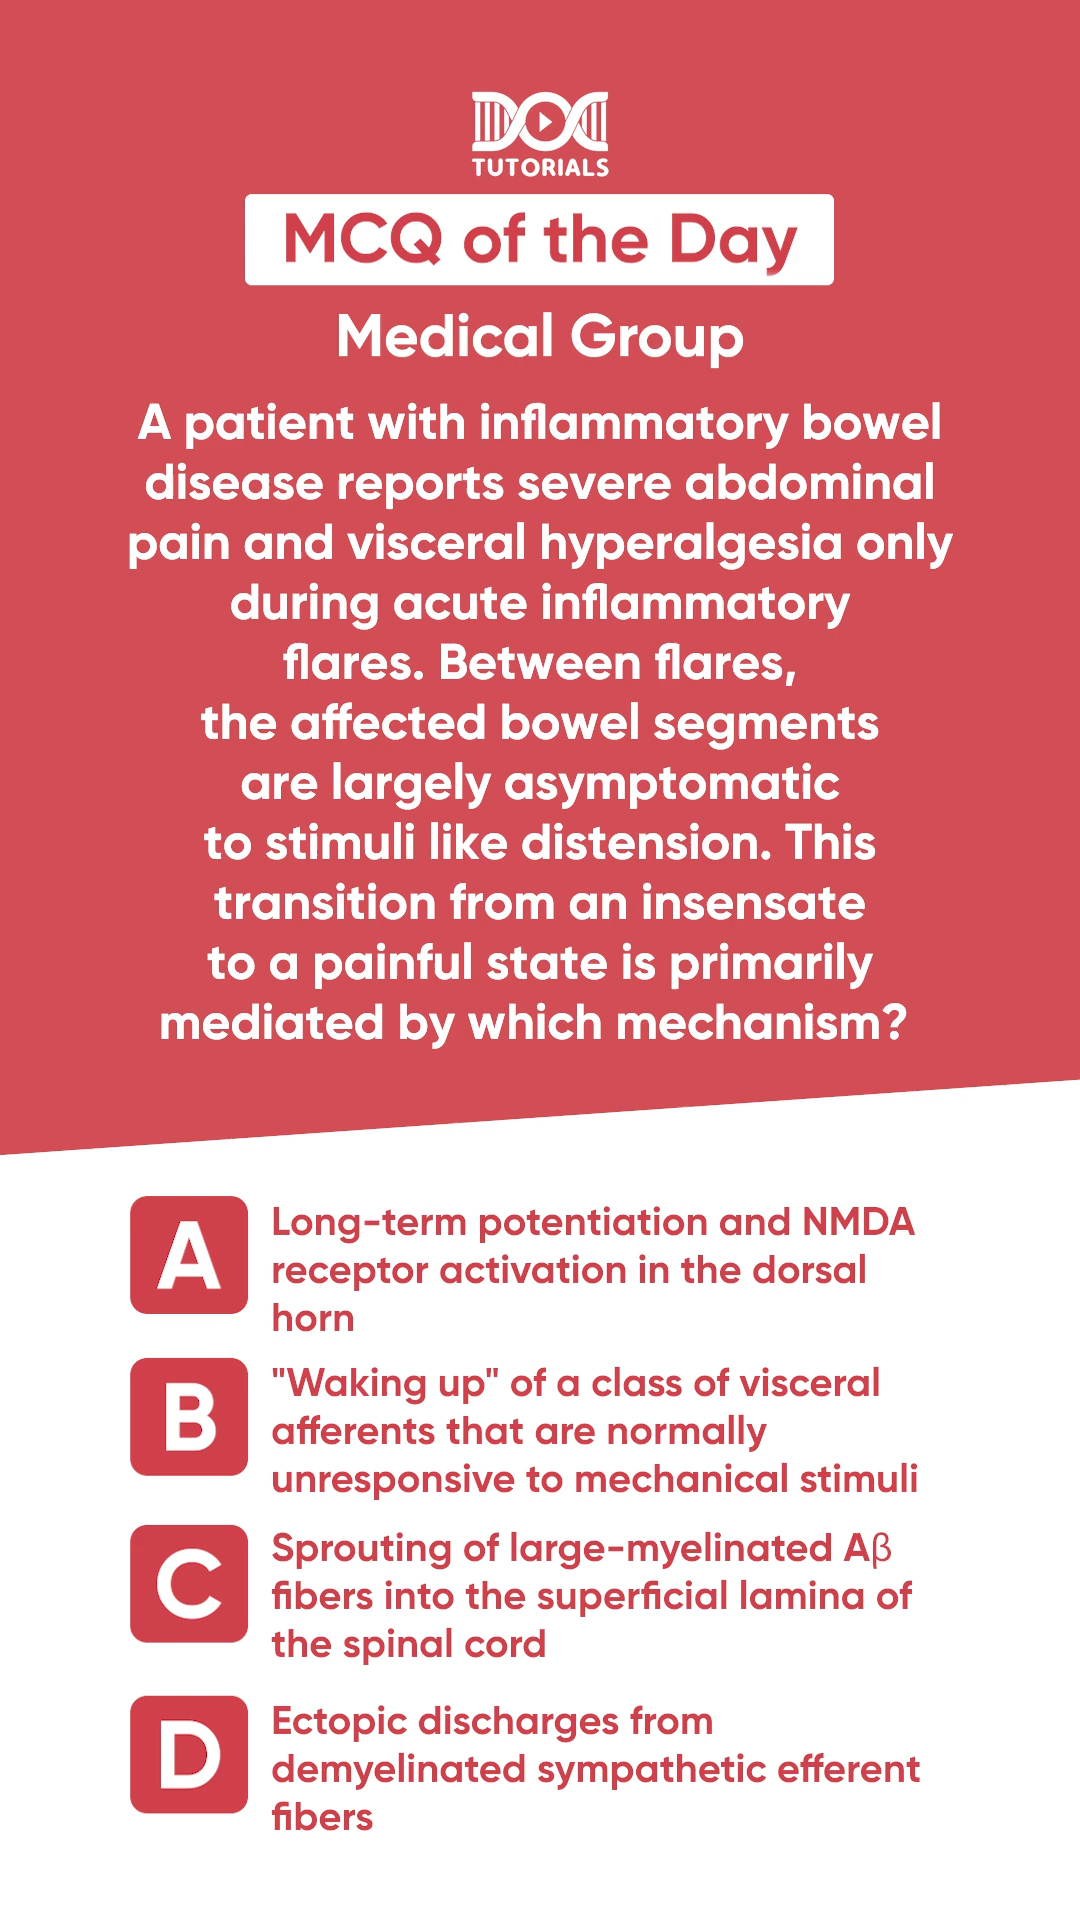 DOC
TUTORIALS
MCQ of the Day
Medical Group
A patient with inflammatory bowel
disease reports severe abdominal
pain and visceral hyperalgesia only
during acute inflammatory
flares. Between flares,
the affected bowel segments
are largely asymptomatic
to stimuli like distension. This
transition from an insensate
to a painful state is primarily
mediated by which mechanism?
A
Long-term potentiation and NMDA
receptor activation in the dorsal
horn
B
"Waking up" of a class of visceral
afferents that are normally
unresponsive to mechanical stimuli
C
Sprouting of large-myelinated Aβ
fibers into the superficial lamina of
the spinal cord
D
Ectopic discharges from
demyelinated sympathetic efferent
fibers